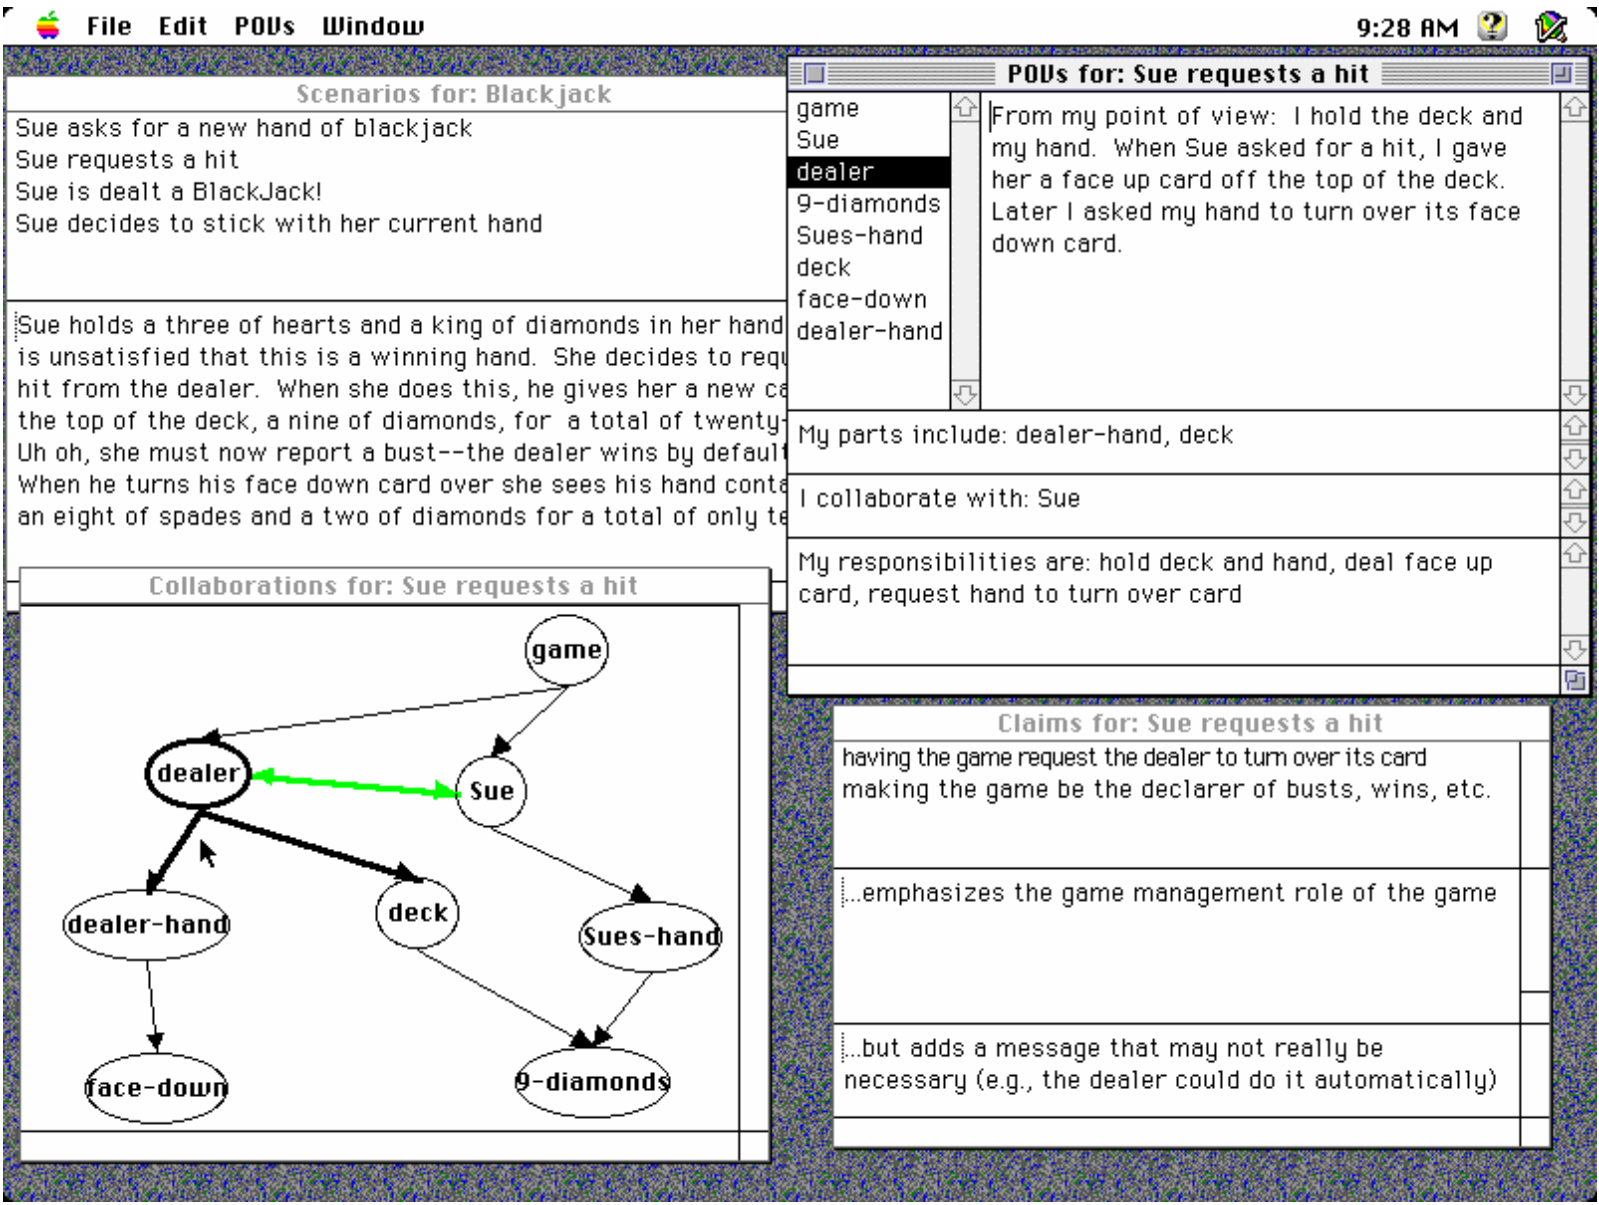 File Edit POVs Window 9:28 AM
Scenarios for: Blackjack
Sue asks for a new hand of blackjack
Sue requests a hit
Sue is dealt a BlackJack!
Sue decides to stick with her current hand
Sue holds a three of hearts and a king of diamonds in her hand
is unsatisfied that this is a winning hand. She decides to requ
hit from the dealer. When she does this, he gives her a new ca
the top of the deck, a nine of diamonds, for a total of twenty-
Uh oh, she must now report a bust--the dealer wins by default
When he turns his face down card over she sees his hand conta
an eight of spades and a two of diamonds for a total of only te
POVs for: Sue requests a hit
game
Sue
dealer
9-diamonds
Sues-hand
deck
face-down
dealer-hand
From my point of view: I hold the deck and
my hand. When Sue asked for a hit, I gave
her a face up card off the top of the deck.
Later I asked my hand to turn over its face
down card.
My parts include: dealer-hand, deck
I collaborate with: Sue
My responsibilities are: hold deck and hand, deal face up
card, request hand to turn over card
Collaborations for: Sue requests a hit
game
dealer
Sue
dealer-hand
deck
Sues-hand
face-down
9-diamonds
Claims for: Sue requests a hit
having the game request the dealer to turn over its card
making the game be the declarer of busts, wins, etc.
...emphasizes the game management role of the game
...but adds a message that may not really be
necessary (e.g., the dealer could do it automatically)